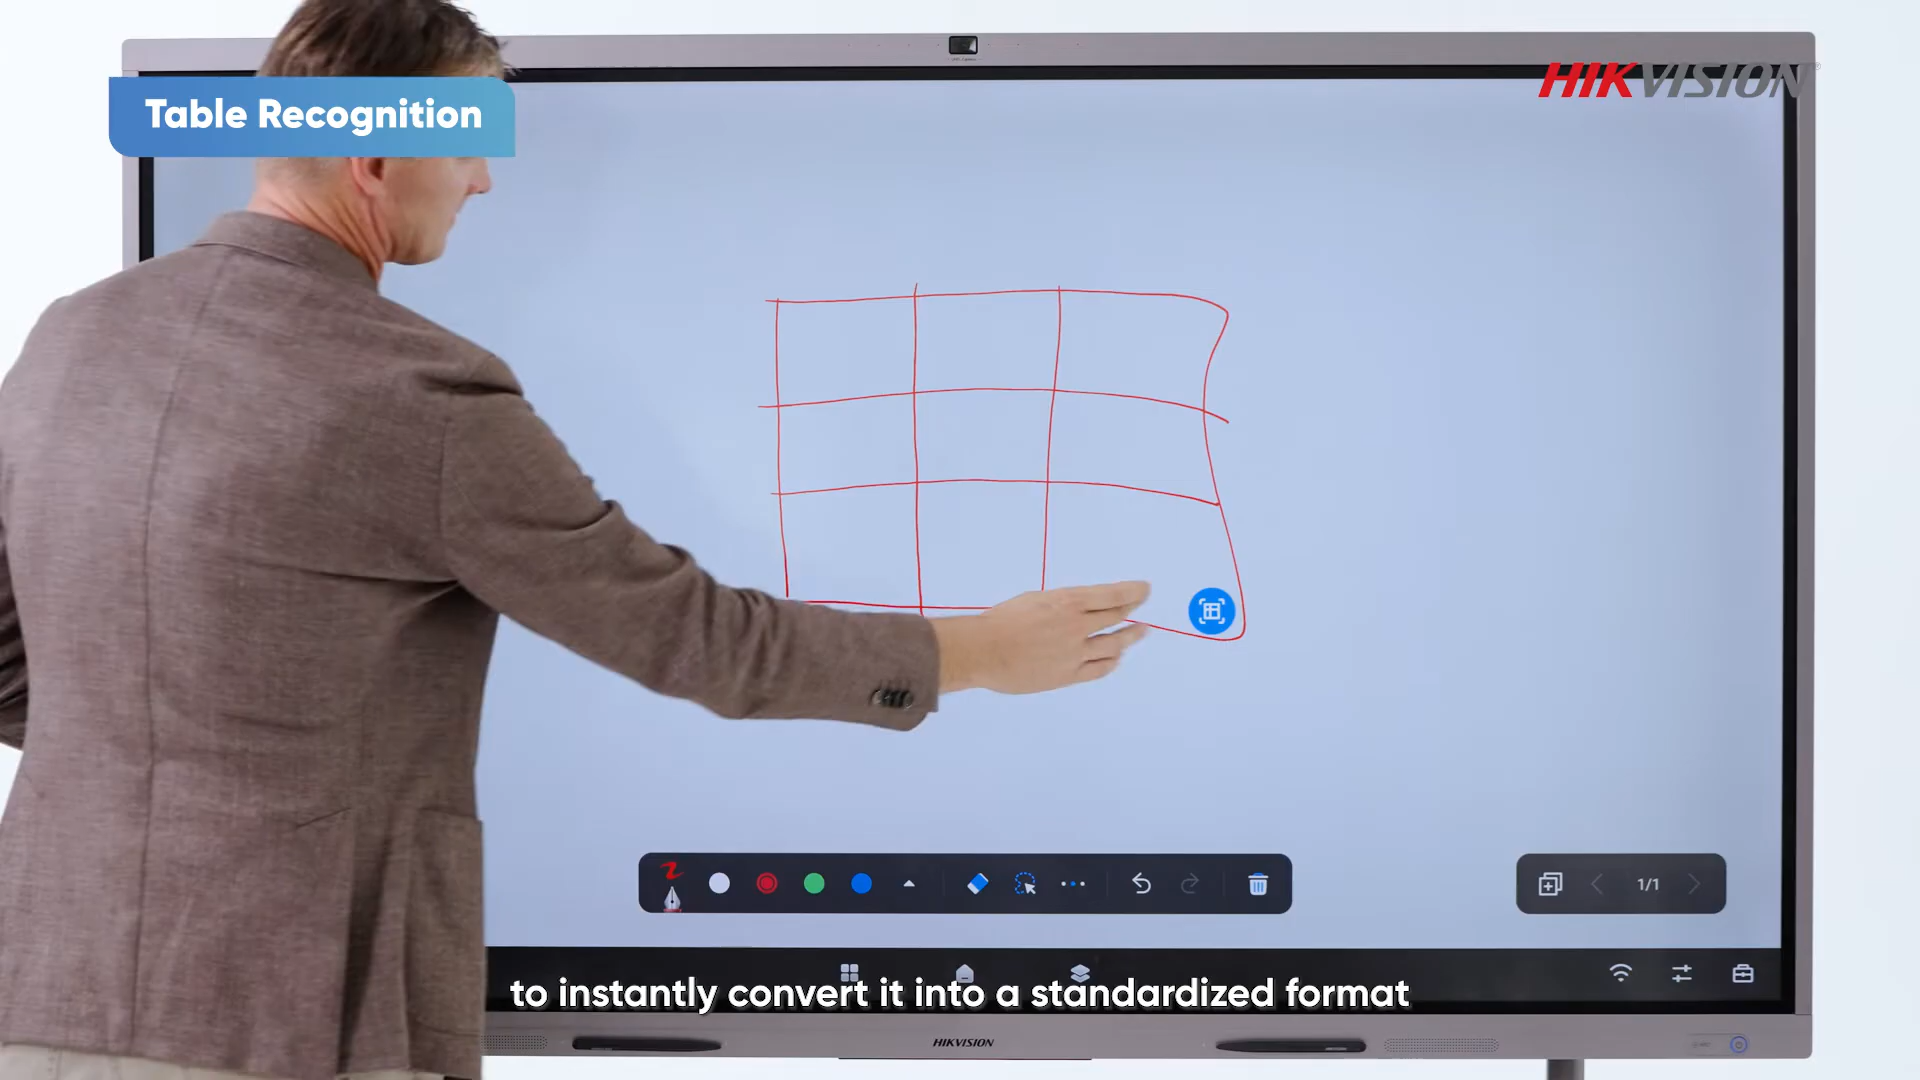 Table Recognition
HIKVISION
1/1
to instantly convert it into a standardized format
HIKVISION